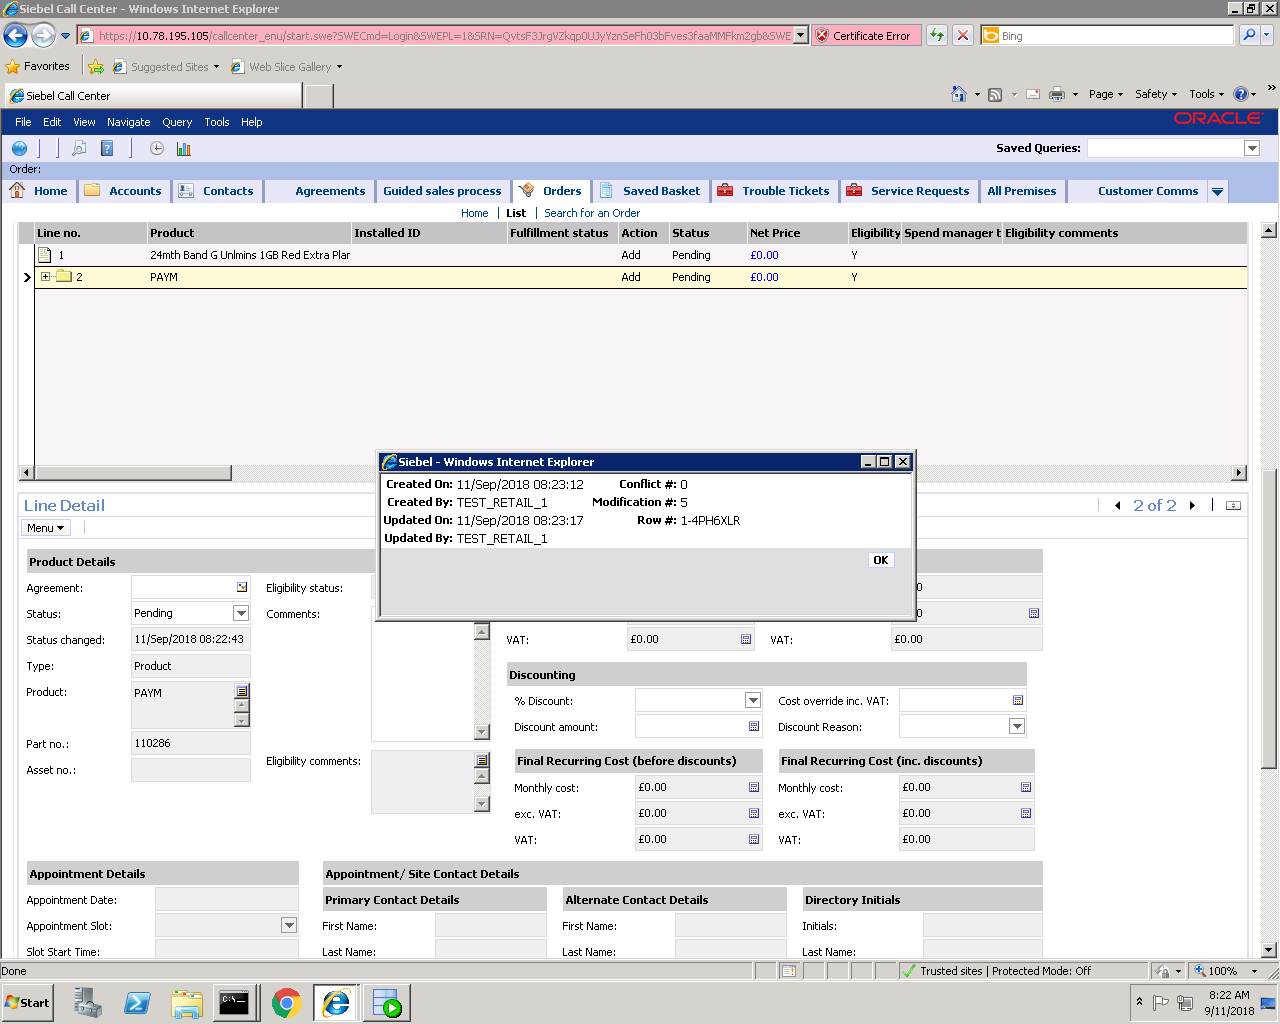 Siebel Call Center - Windows Internet Explorer
https://10.78.195.105/callcenter_enu/start.swe?SWECmd=Login&SWEPL=1&SRN=QvtsF3JrgVZkqp0UJyYznSeFh03bFves3faaMMFkm2gb&SWE
Certificate Error
Bing
Favorites
Suggested Sites
Web Slice Gallery
Siebel Call Center
Page
Safety
Tools
File Edit View Navigate Query Tools Help
ORACLE
Saved Queries:
Order:
Home Accounts Contacts Agreements Guided sales process Orders Saved Basket Trouble Tickets Service Requests All Premises Customer Comms
Home | List | Search for an Order
Line no. Product Installed ID Fulfillment status Action Status Net Price Eligibility Spend manager t Eligibility comments
1 24mth Band G Unlmins 1GB Red Extra Plar Add Pending £0.00 Y
2 PAYM Add Pending £0.00 Y
Siebel - Windows Internet Explorer
Created On: 11/Sep/2018 08:23:12 Conflict #: 0
Created By: TEST_RETAIL_1 Modification #: 5
Updated On: 11/Sep/2018 08:23:17 Row #: 1-4PH6XLR
Updated By: TEST_RETAIL_1
OK
Line Detail
2 of 2
Menu
Product Details
Agreement:
Eligibility status:
0
Status: Pending
Comments:
0
Status changed: 11/Sep/2018 08:22:43
VAT: £0.00 VAT: £0.00
Type: Product
Discounting
Product: PAYM
% Discount: Cost override inc. VAT:
Discount amount: Discount Reason:
Part no.: 110286
Eligibility comments:
Final Recurring Cost (before discounts) Final Recurring Cost (inc. discounts)
Asset no.:
Monthly cost: £0.00 Monthly cost: £0.00
exc. VAT: £0.00 exc. VAT: £0.00
VAT: £0.00 VAT: £0.00
Appointment Details Appointment/ Site Contact Details
Appointment Date: Primary Contact Details Alternate Contact Details Directory Initials
Appointment Slot: First Name: First Name: Initials:
Slot Start Time: Last Name: Last Name: Last Name:
Done
Trusted sites | Protected Mode: Off
100%
Start
C:\
8:22 AM
9/11/2018